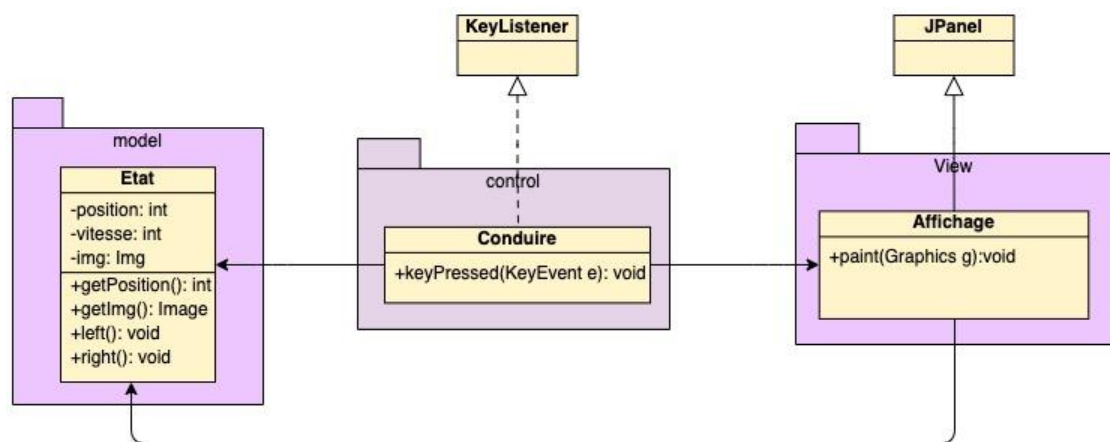 KeyListener
JPanel
model
Etat
-position: int
-vitesse: int
-img: Img
+getPosition(): int
+getImg(): Image
+left(): void
+right(): void
control
Conduire
+keyPressed(KeyEvent e): void
View
Affichage
+paint(Graphics g):void